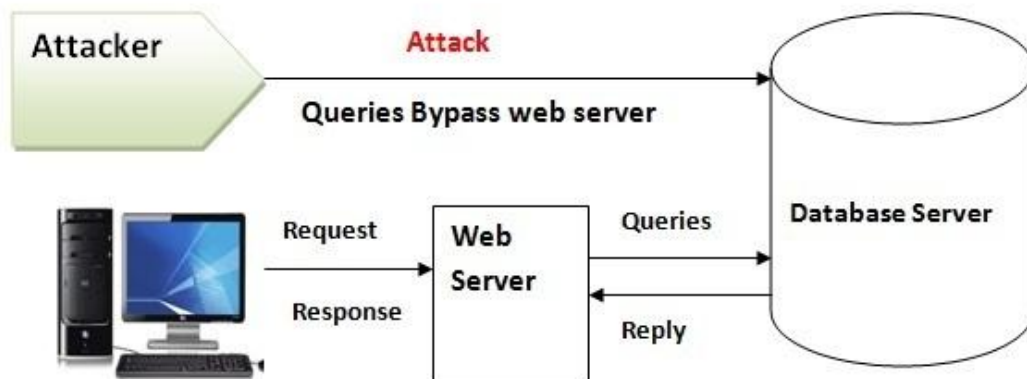 Attacker
Attack
Queries Bypass web server
Request
Response
Web
Server
Queries
Reply
Database Server